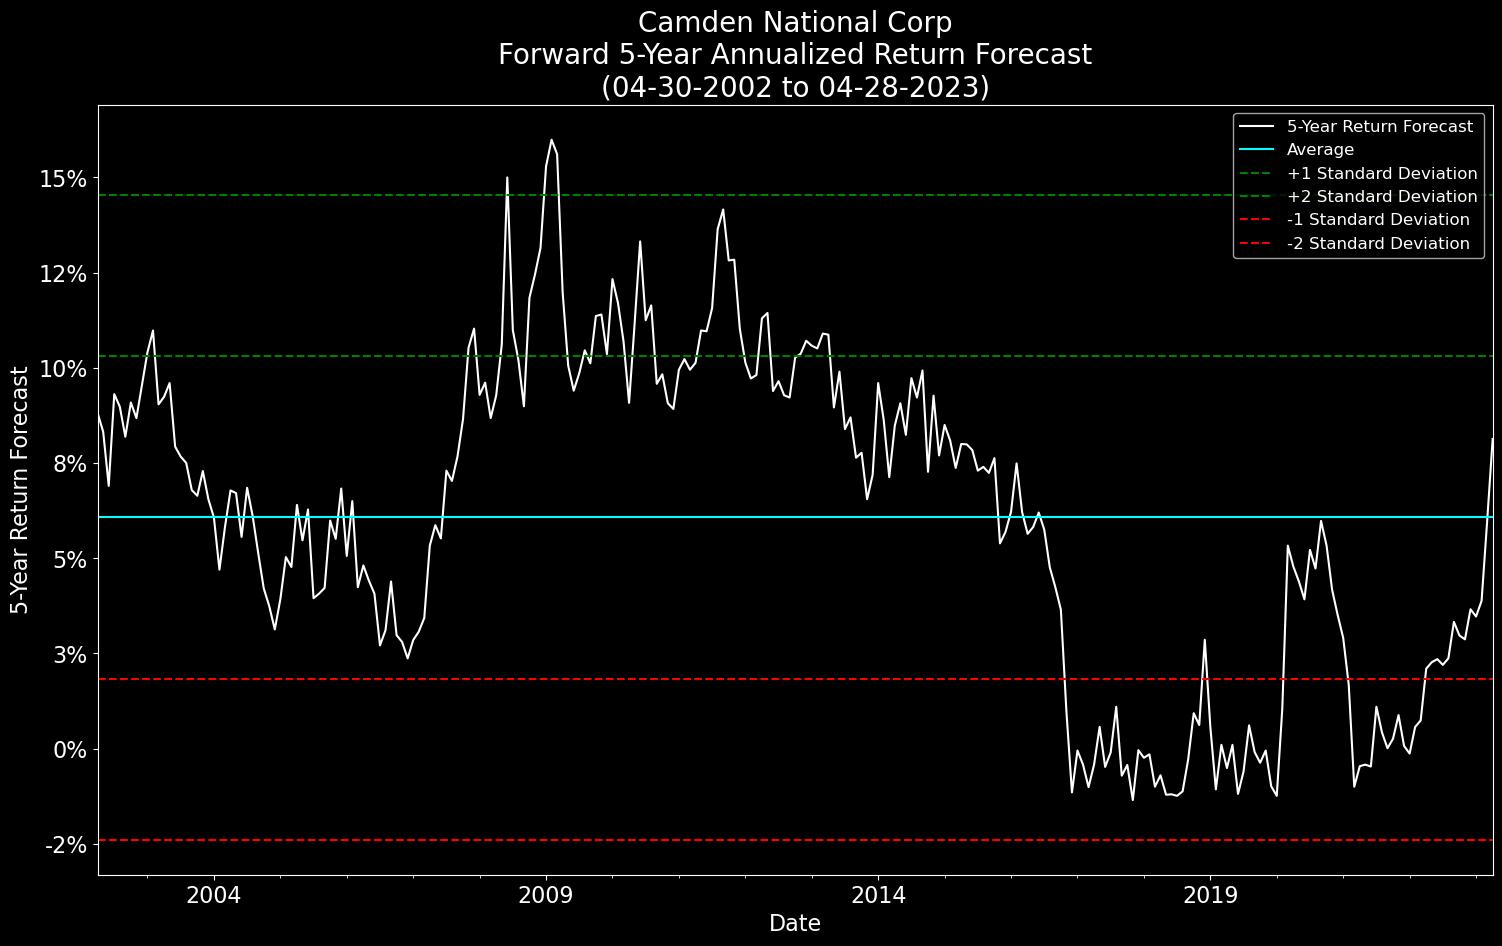 Camden National Corp
Forward 5-Year Annualized Return Forecast
(04-30-2002 to 04-28-2023)
5-Year Return Forecast
Average
+1 Standard Deviation
+2 Standard Deviation
-1 Standard Deviation
-2 Standard Deviation
5-Year Return Forecast
15%
12%
10%
8%
5%
3%
0%
-2%
2004 2009 2014 2019
Date